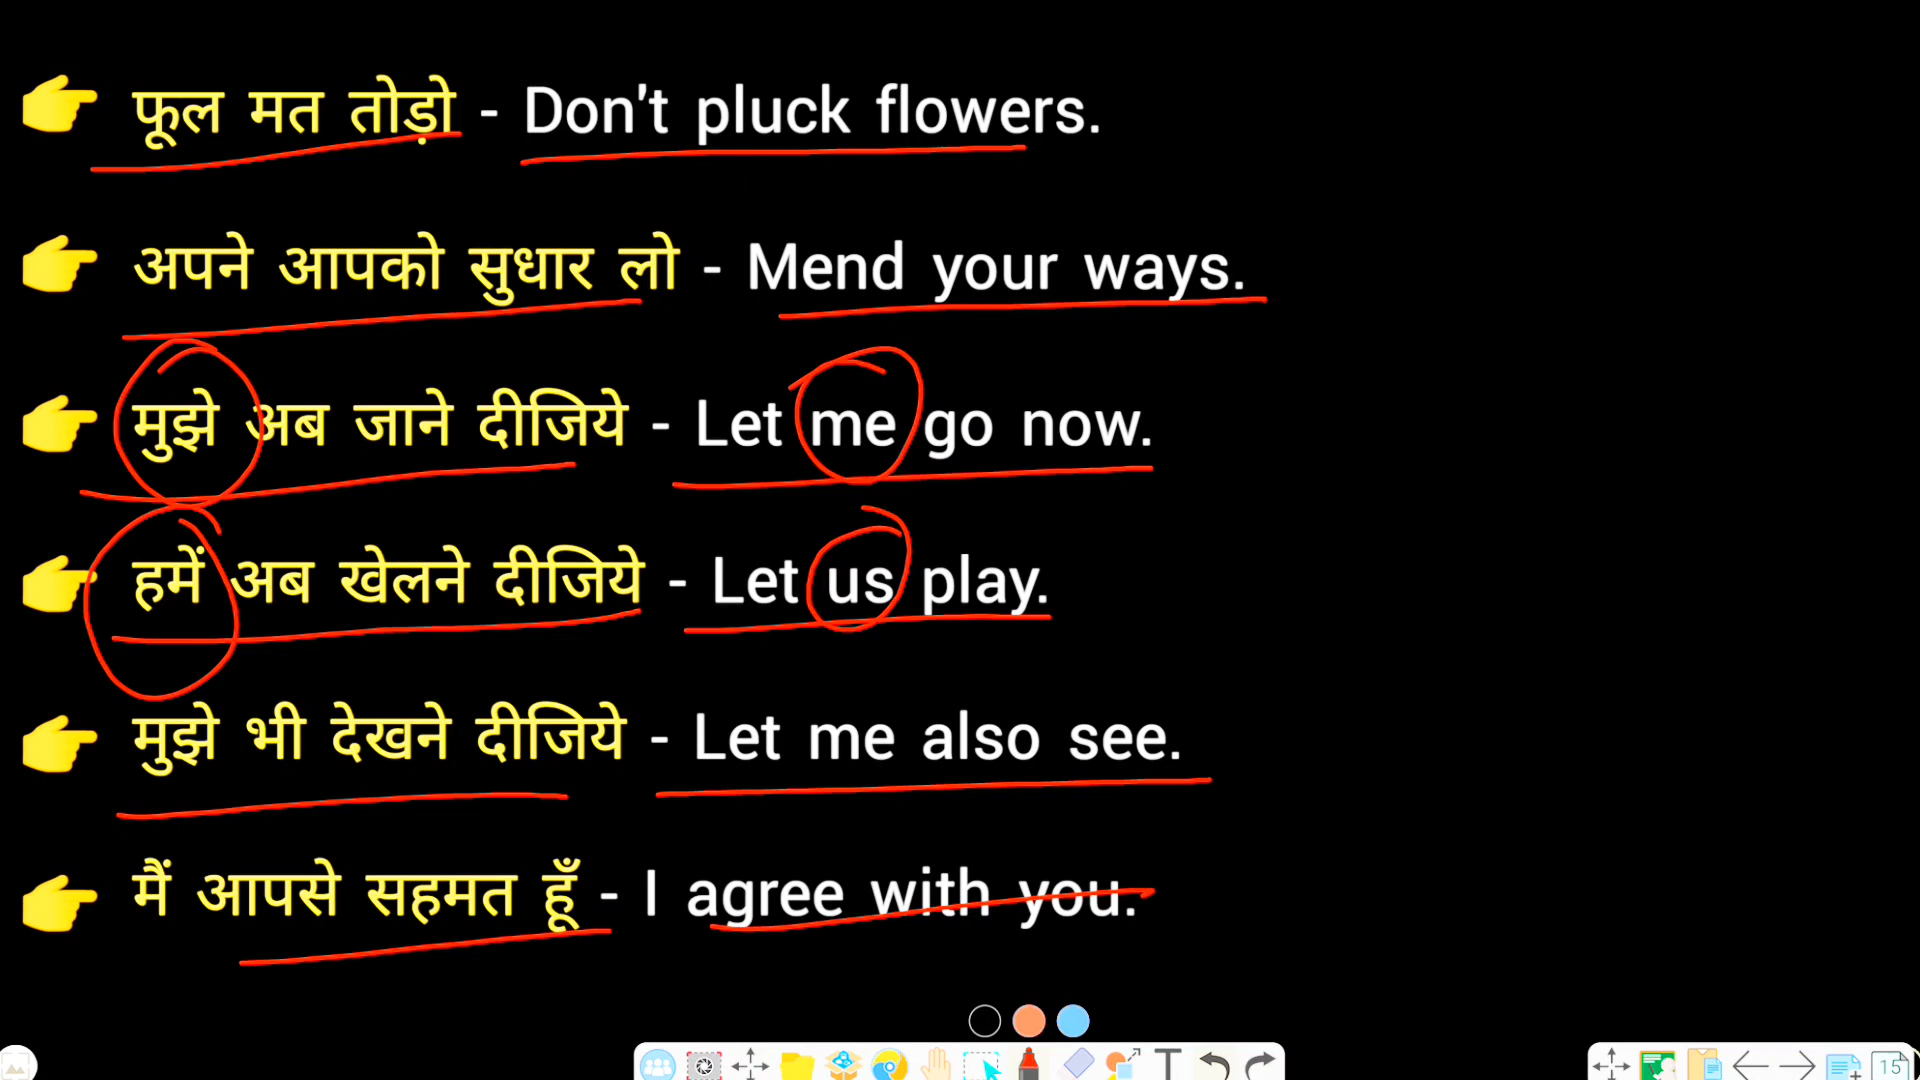 फूल मत तोड़ो - Don't pluck flowers.
अपने आपको सुधार लो - Mend your ways.
मुझे अब जाने दीजिये - Let me go now.
हमें अब खेलने दीजिये - Let us play.
मुझे भी देखने दीजिये - Let me also see.
मैं आपसे सहमत हूँ - I agree with you.
15